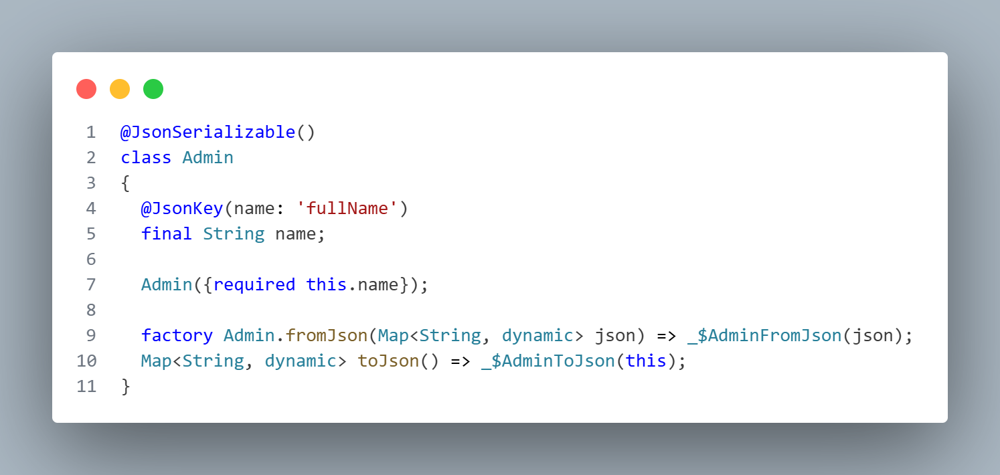 1 @JsonSerializable()
2 class Admin
3 {
4   @JsonKey(name: 'fullName')
5   final String name;
6
7   Admin({required this.name});
8
9   factory Admin.fromJson(Map<String, dynamic> json) => _$AdminFromJson(json);
10   Map<String, dynamic> toJson() => _$AdminToJson(this);
11 }